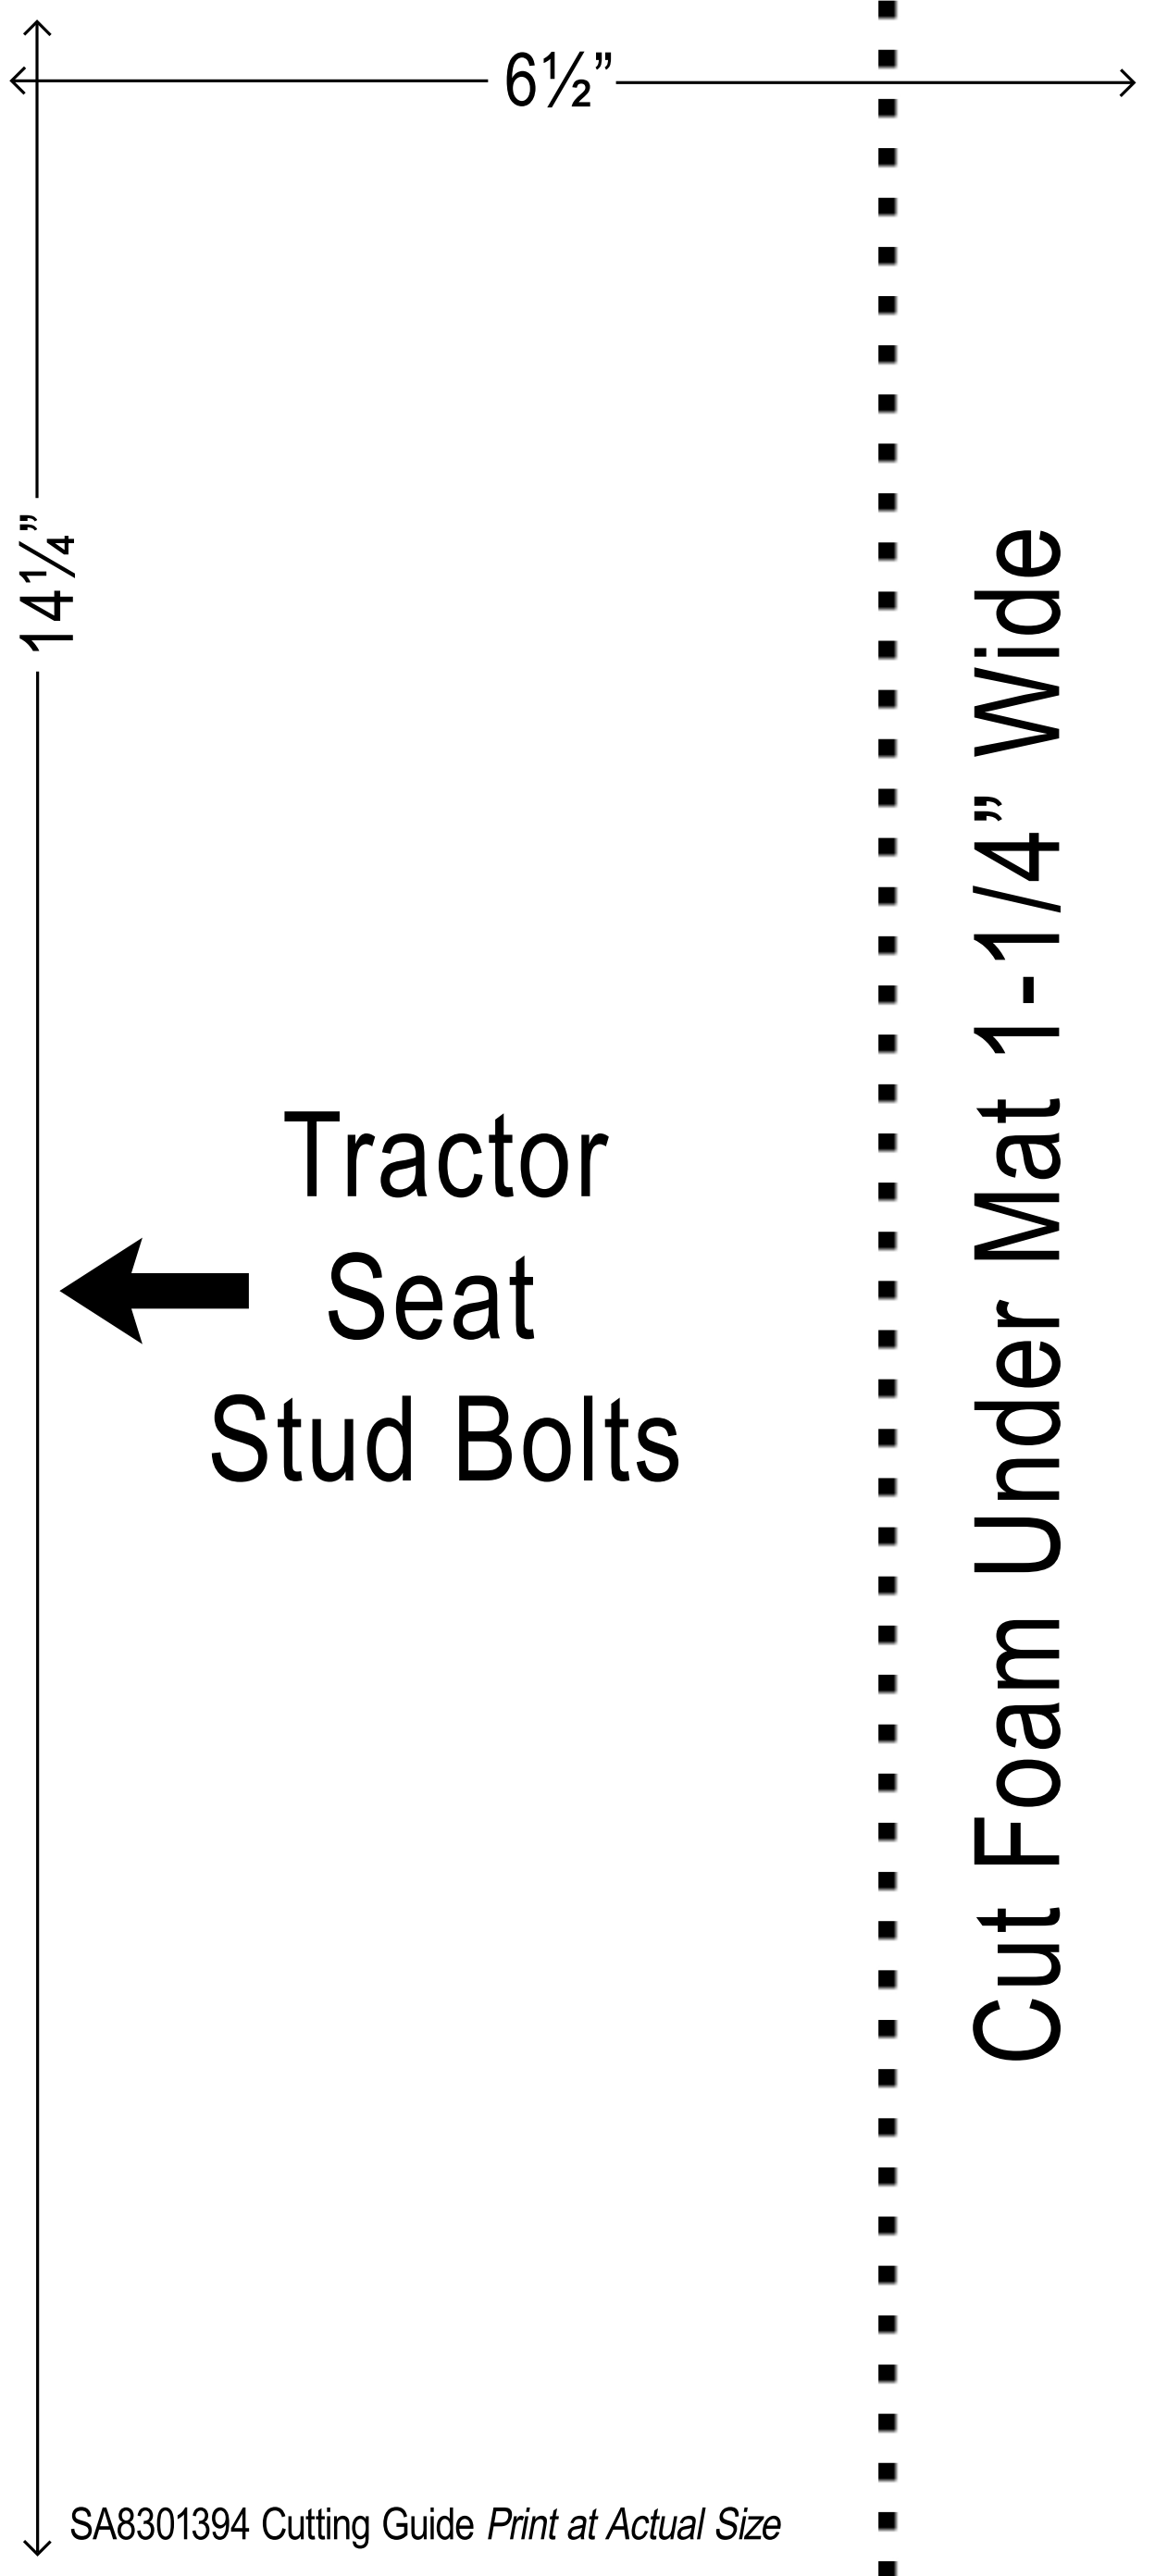 6½”
14¼”
Tractor
Seat
Stud Bolts
Cut Foam Under Mat 1-1/4” Wide
SA8301394 Cutting Guide Print at Actual Size